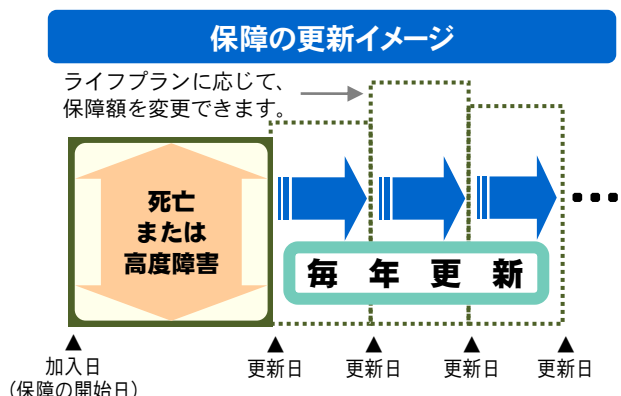 保障の更新イメージ
ライフプランに応じて、
保障額を変更できます。
死亡
または
高度障害
毎年更新
▲ ▲ ▲ ▲ ▲
加入日 更新日 更新日 更新日 更新日
(保障の開始日)